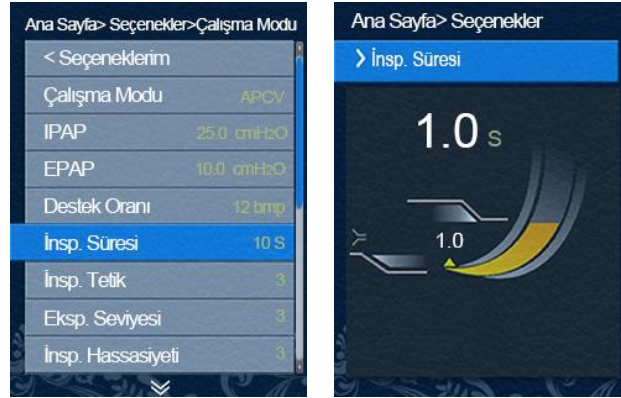 Ana Sayfa> Seçenekler>Çalışma Modu
< Seçeneklerim
Çalışma Modu APCV
IPAP 25.0 cmH2O
EPAP 10.0 cmH2O
Destek Oranı 12 bmp
İnsp. Süresi 10 S
İnsp. Tetik 3
Eksp. Seviyesi 3
İnsp. Hassasiyeti 3
Ana Sayfa> Seçenekler
> İnsp. Süresi
1.0 S
1.0